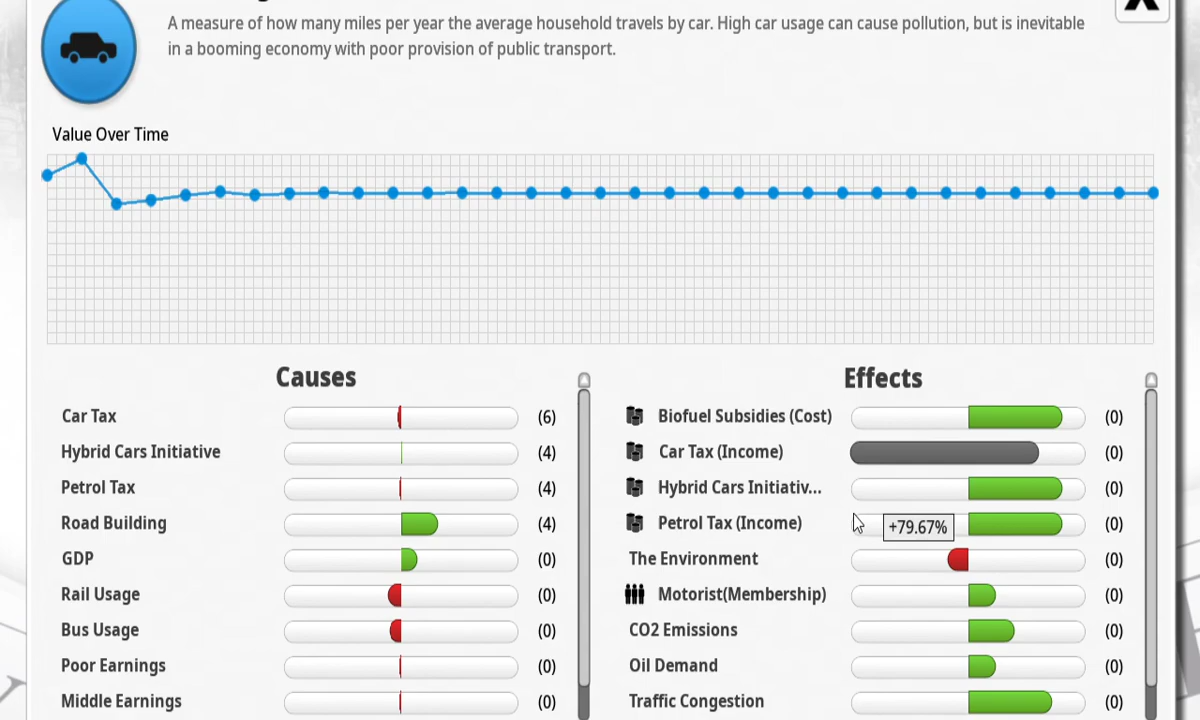 A measure of how many miles per year the average household travels by car. High car usage can cause pollution, but is inevitable
in a booming economy with poor provision of public transport.
Value Over Time
Causes
Car Tax (6)
Hybrid Cars Initiative (4)
Petrol Tax (4)
Road Building (4)
GDP (0)
Rail Usage (0)
Bus Usage (0)
Poor Earnings (0)
Middle Earnings (0)
Effects
Biofuel Subsidies (Cost) (0)
Car Tax (Income) (0)
Hybrid Cars Initiativ... (0)
Petrol Tax (Income) +79.67% (0)
The Environment (0)
Motorist(Membership) (0)
CO2 Emissions (0)
Oil Demand (0)
Traffic Congestion (0)